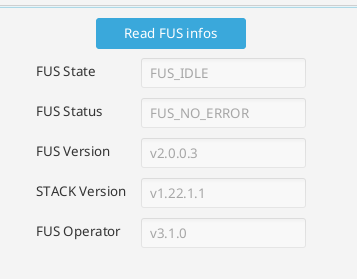 Read FUS infos
FUS State FUS_IDLE
FUS Status FUS_NO_ERROR
FUS Version v2.0.0.3
STACK Version v1.22.1.1
FUS Operator v3.1.0